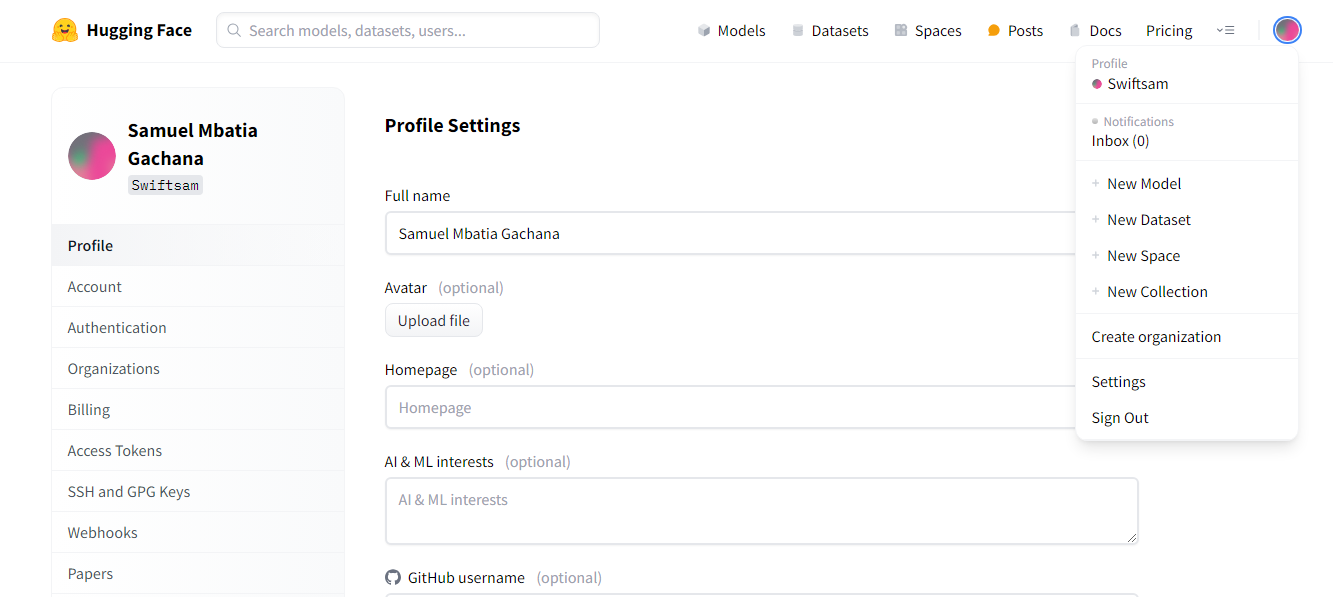 Hugging Face
Search models, datasets, users...
Models
Datasets
Spaces
Posts
Docs
Pricing
Samuel Mbatia
Gachana
Swiftsam
Profile
Account
Authentication
Organizations
Billing
Access Tokens
SSH and GPG Keys
Webhooks
Papers
Profile Settings
Full name
Samuel Mbatia Gachana
Avatar (optional)
Upload file
Homepage (optional)
Homepage
AI & ML interests (optional)
AI & ML interests
GitHub username (optional)
Profile
Swiftsam
Notifications
Inbox (0)
+ New Model
+ New Dataset
+ New Space
+ New Collection
Create organization
Settings
Sign Out